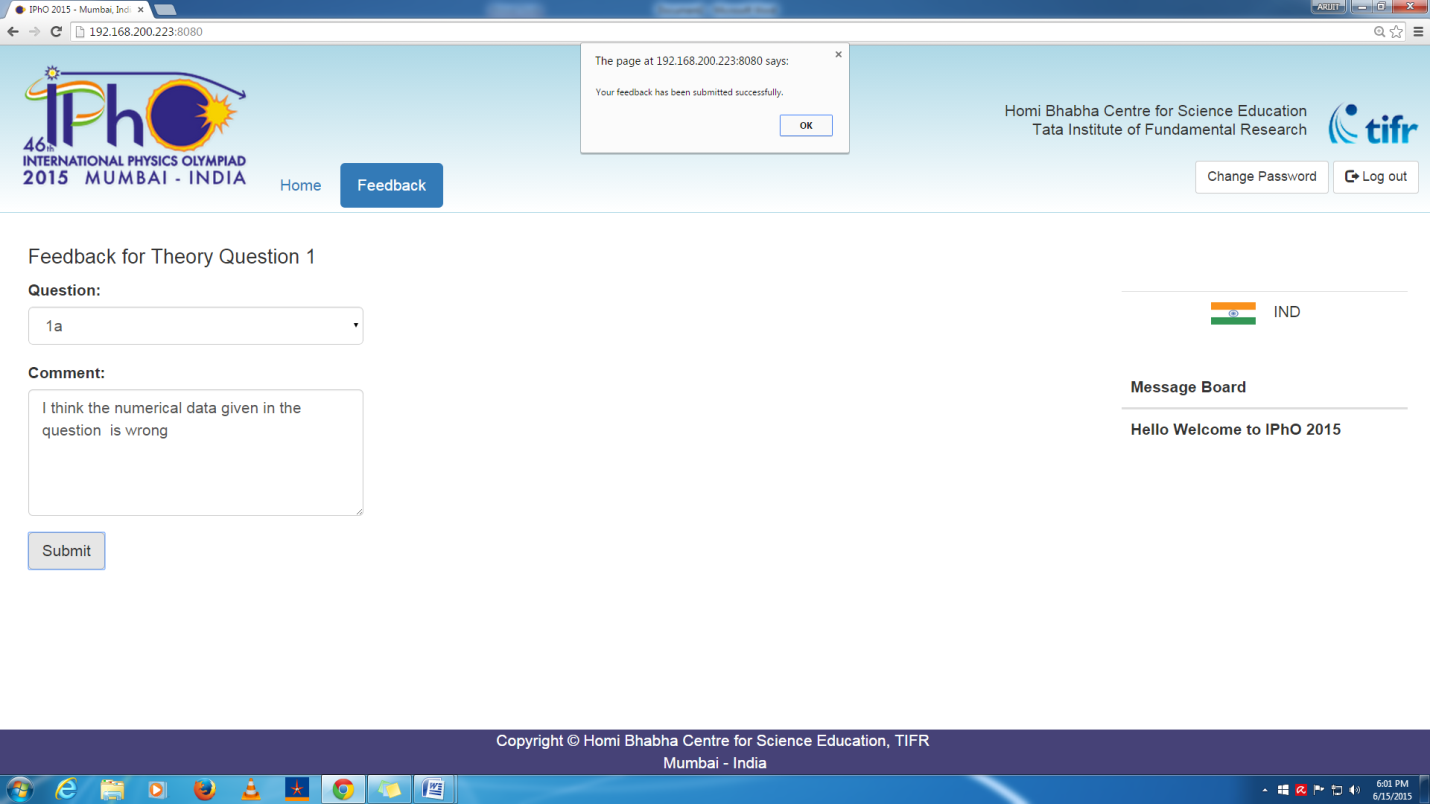 IPhO 2015 - Mumbai, Indi
ARIJIT
192.168.200.223:8080
The page at 192.168.200.223:8080 says:
Your feedback has been submitted successfully.
OK
IPhO
46th
INTERNATIONAL PHYSICS OLYMPIAD
2015 MUMBAI - INDIA
Home
Feedback
Homi Bhabha Centre for Science Education
Tata Institute of Fundamental Research
tifr
Change Password
Log out
Feedback for Theory Question 1
Question:
1a
Comment:
I think the numerical data given in the
question is wrong
Submit
IND
Message Board
Hello Welcome to IPhO 2015
Copyright © Homi Bhabha Centre for Science Education, TIFR
Mumbai - India
6:01 PM
6/15/2015